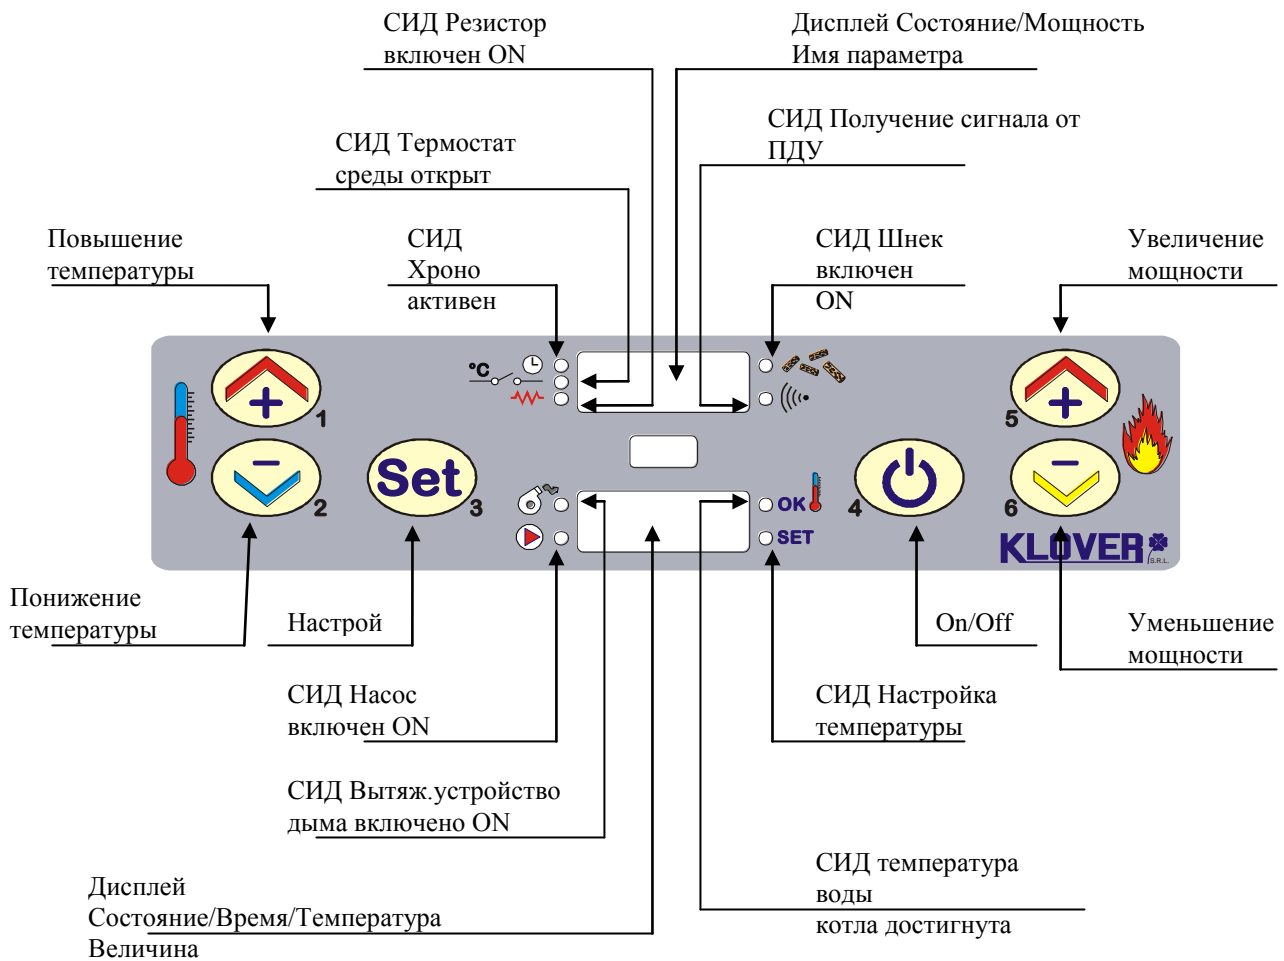 СИД Резистор
включен ON
Дисплей Состояние/Мощность
Имя параметра
СИД Термостат
среды открыт
СИД Получение сигнала от
ПДУ
Повышение
температуры
СИД
Хроно
активен
СИД Шнек
включен
ON
Увеличение
мощности
°C
+
1
+
5
−
2
Set
3
OK
SET
4
−
6
KLOVER
S.R.L.
Понижение
температуры
Настрой
On/Off
Уменьшение
мощности
СИД Насос
включен ON
СИД Настройка
температуры
СИД Вытяж.устройство
дыма включено ON
СИД температура
воды
котла достигнута
Дисплей
Состояние/Время/Температура
Величина